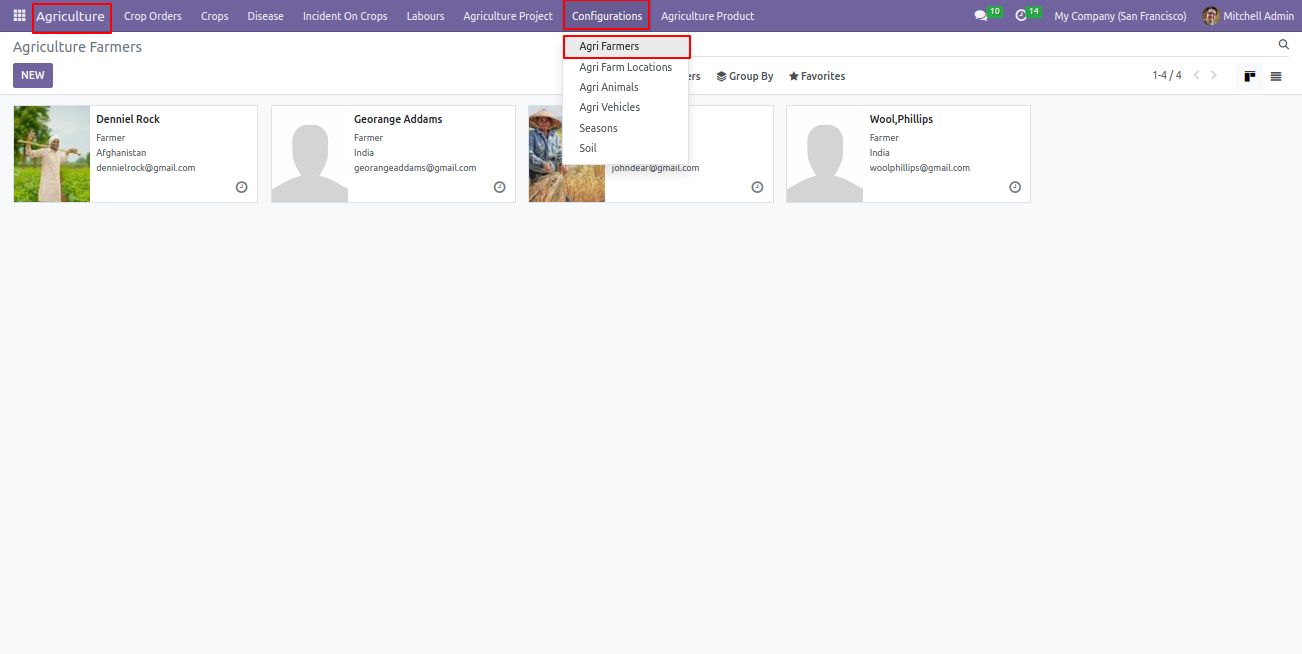 Agriculture Crop Orders Crops Disease Incident On Crops Labours Agriculture Project Configurations Agriculture Product 10 14 My Company (San Francisco) Mitchell Admin
Agriculture Farmers
Agri Farmers
Agri Farm Locations
Agri Animals
Agri Vehicles
Seasons
Soil
NEW
ers Group By Favorites 1-4 / 4
Denniel Rock
Farmer
Afghanistan
dennielrock@gmail.com
Georange Addams
Farmer
India
georangeaddams@gmail.com
johndear@gmail.com
Wool,Phillips
Farmer
India
woolphillips@gmail.com